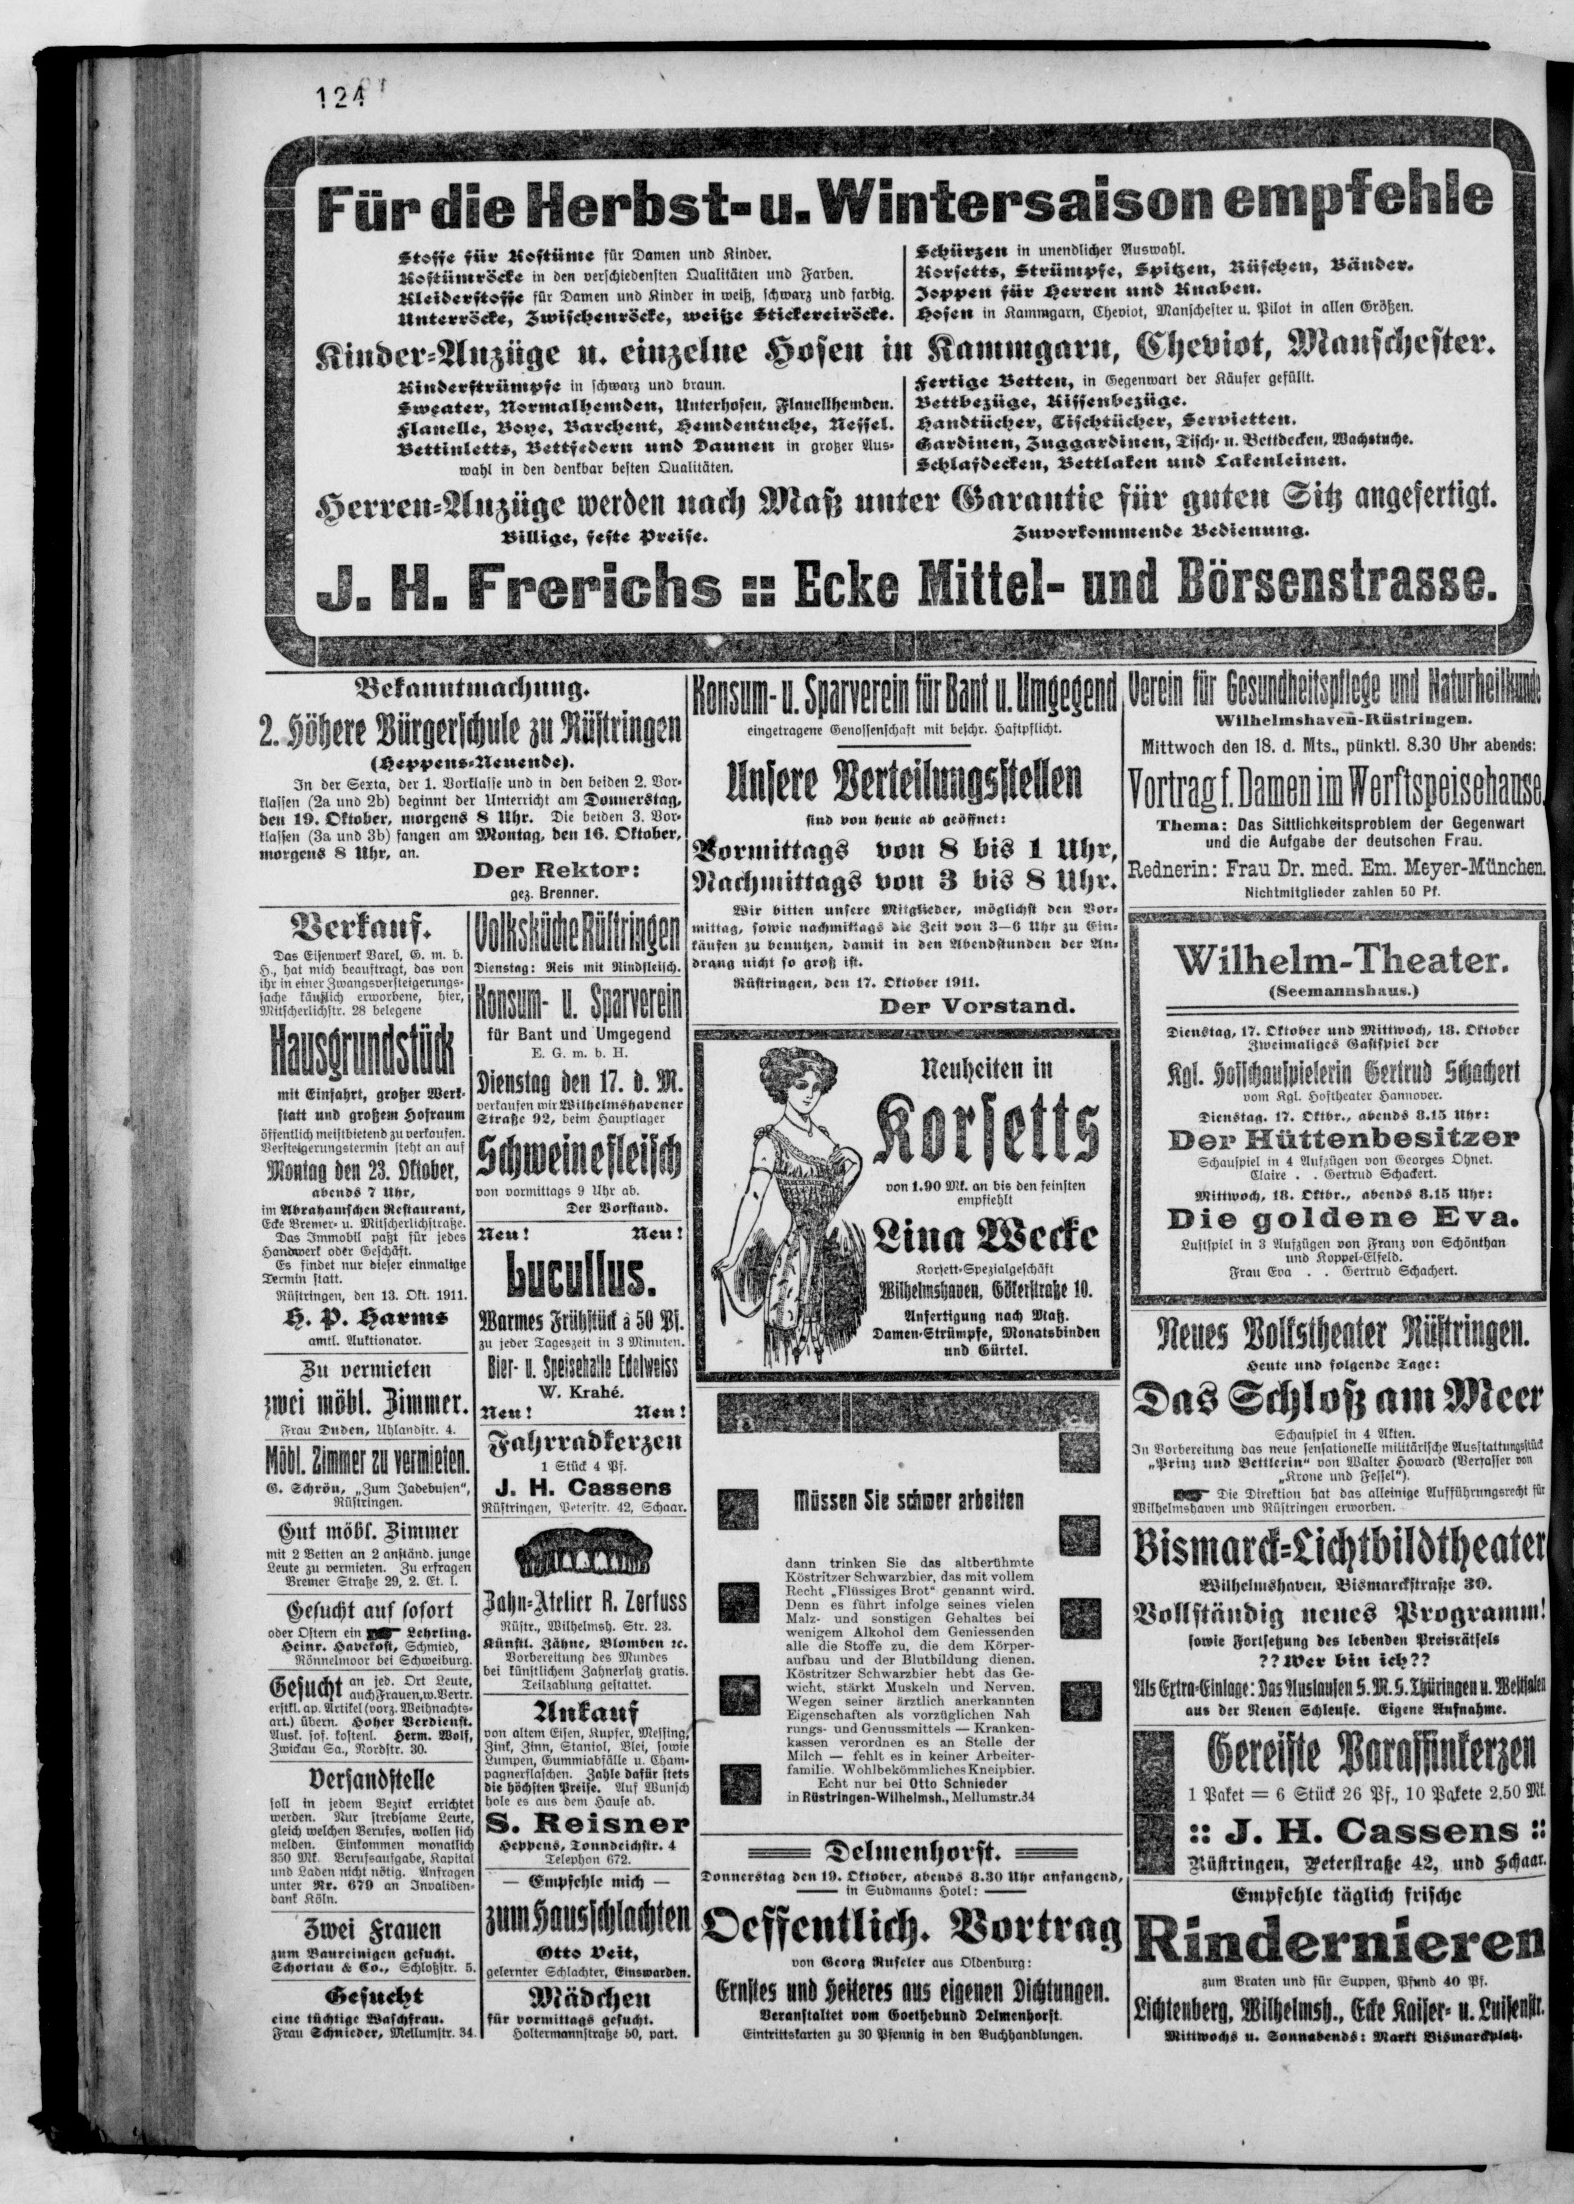 124
Für die Herbst- u. Wintersaison empfehle
Stoffe für Kostüme für Damen und Kinder.
Kostümröcke in den verschiedensten Qualitäten und Farben.
Kleiderstoffe für Damen und Kinder in weiß, schwarz und farbig.
Unterröcke, Zwischenröcke, weiße Stickereiröcke.
Schürzen in unendlicher Auswahl.
Korsetts, Strümpfe, Spitzen, Rüschen, Bänder.
Joppen für Herren und Knaben.
Hosen in Kammgarn, Cheviot, Manschester u. Pilot in allen Größen.
Kinder-Anzüge u. einzelne Hosen in Kammgarn, Cheviot, Manschester.
Kinderstrümpfe in schwarz und braun.
Sweater, Normalhemden, Unterhosen, Flanellhemden.
Flanelle, Boye, Barchent, Hemdentuche, Nessel.
Bettinletts, Bettfedern und Daunen in großer Aus-
wahl in den denkbar besten Qualitäten.
Fertige Betten, in Gegenwart der Käufer gefüllt.
Bettbezüge, Kissenbezüge.
Handtücher, Tischtücher, Servietten.
Gardinen, Zuggardinen, Tisch- u. Bettdecken, Wachstuche.
Schlafdecken, Bettlaken und Lakenleinen.
Herren-Anzüge werden nach Maß unter Garantie für guten Sitz angefertigt.
Billige, feste Preise.
Zuvorkommende Bedienung.
J. H. Frerichs :: Ecke Mittel- und Börsenstrasse.
Bekanntmachung.
2. Höhere Bürgerschule zu Rüstringen
(Heppens-Neuende).
In der Sexta, der 1. Vorklasse und in den beiden 2. Vor-
klassen (2a und 2b) beginnt der Unterricht am Donnerstag,
den 19. Oktober, morgens 8 Uhr. Die beiden 3. Vor-
klassen (3a und 3b) fangen am Montag, den 16. Oktober,
morgens 8 Uhr, an.
Der Rektor:
gez. Brenner.
Verkauf.
Das Eisenwerk Varel, G. m. b.
H., hat mich beauftragt, das von
ihr in einer Zwangsversteigerungs-
sache käuflich erworbene, hier,
Mitscherlichstr. 28 belegene
Hausgrundstück
mit Einfahrt, großer Werk-
statt und großem Hofraum
öffentlich meistbietend zu verkaufen.
Versteigerungstermin steht an auf
Montag den 23. Oktober,
abends 7 Uhr,
im Abrahamschen Restaurant,
Ecke Bremer- u. Mitscherlichstraße.
Das Immobil paßt für jedes
Handwerk oder Geschäft.
Es findet nur dieser einmalige
Termin statt.
Rüstringen, den 13. Okt. 1911.
H. P. Harms
amtl. Auktionator.
Zu vermieten
zwei möbl. Zimmer.
Frau Duden, Uhlandstr. 4.
Möbl. Zimmer zu vermieten.
G. Schrön, „Zum Jadebusen“,
Rüstringen.
Gut möbl. Zimmer
mit 2 Betten an 2 anständ. junge
Leute zu vermieten. Zu erfragen
Bremer Straße 29, 2. Et. l.
Gesucht auf sofort
oder Ostern ein Lehrling.
Heinr. Havekost, Schmied,
Rönnelmoor bei Schweiburg.
Gesucht an jed. Ort Leute,
auch Frauen, w. Vertr.
erstkl. ap. Artikel (vorz. Weihnachts-
art.) übern. Hoher Verdienst.
Ausk. sof. kostenl. Herm. Wolf,
Zwickau Sa., Nordstr. 30.
Versandstelle
soll in jedem Bezirk errichtet
werden. Nur strebsame Leute,
gleich welchen Berufes, wollen sich
melden. Einkommen monatlich
350 Mk. Berufsaufgabe, Kapital
und Laden nicht nötig. Anfragen
unter Nr. 679 an Invaliden-
dank Köln.
Zwei Frauen
zum Baureinigen gesucht.
Schortau & Co., Schloßstr. 5.
Gesucht
eine tüchtige Waschfrau.
Frau Schnieder, Mellumstr. 34.
Volksküche Rüstringen
Dienstag: Reis mit Rindfleisch.
Konsum- u. Sparverein
für Bant und Umgegend
E. G. m. b. H.
Dienstag den 17. d. M.
verkaufen wir Wilhelmshavener
Straße 92, beim Hauptlager
Schweinefleisch
von vormittags 9 Uhr ab.
Der Vorstand.
Neu! Neu!
Lucullus.
Warmes Frühstück à 50 Pf.
zu jeder Tageszeit in 3 Minuten.
Bier- u. Speisehalle Edelweiss
W. Krahé.
Neu! Neu!
Fahrradkerzen
1 Stück 4 Pf.
J. H. Cassens
Rüstringen, Peterstr. 42, Schaar.
Zahn-Atelier R. Zerfuss
Rüstr., Wilhelmsh. Str. 23.
Künstl. Zähne, Plomben ec.
Vorbereitung des Mundes
bei künstlichem Zahnersatz gratis.
Teilzahlung gestattet.
Ankauf
von altem Eisen, Kupfer, Messing,
Zink, Zinn, Staniol, Blei, sowie
Lumpen, Gummiabfälle u. Cham-
pagnerflaschen. Zahle dafür stets
die höchsten Preise. Auf Wunsch
hole es aus dem Hause ab.
S. Reisner
Heppens, Tonndeichstr. 4
Telephon 672.
— Empfehle mich —
zum Hausschlachten
Otto Veit,
gelernter Schlachter, Einswarden.
Mädchen
für vormittags gesucht.
Holtermannstraße 50, part.
Konsum- u. Sparverein für Bant u. Umgegend
eingetragene Genossenschaft mit beschr. Haftpflicht.
Unsere Verteilungsstellen
sind von heute ab geöffnet:
Vormittags von 8 bis 1 Uhr,
Nachmittags von 3 bis 8 Uhr.
Wir bitten unsere Mitglieder, möglichst den Vor-
mittag, sowie nachmittags die Zeit von 3—6 Uhr zu Ein-
käufen zu benutzen, damit in den Abendstunden der An-
drang nicht so groß ist.
Rüstringen, den 17. Oktober 1911.
Der Vorstand.
Neuheiten in
Korsetts
von 1.90 Mk. an bis den feinsten
empfiehlt
Lina Wecke
Korsett-Spezialgeschäft
Wilhelmshaven, Gökerstraße 10.
Anfertigung nach Maß.
Damen-Strümpfe, Monatsbinden
und Gürtel.
Müssen Sie schwer arbeiten
dann trinken Sie das altberühmte
Köstritzer Schwarzbier, das mit vollem
Recht „Flüssiges Brot“ genannt wird.
Denn es führt infolge seines vielen
Malz- und sonstigen Gehaltes bei
wenigem Alkohol dem Geniessenden
alle die Stoffe zu, die dem Körper-
aufbau und der Blutbildung dienen.
Köstritzer Schwarzbier hebt das Ge-
wicht, stärkt Muskeln und Nerven.
Wegen seiner ärztlich anerkannten
Eigenschaften als vorzüglichen Nah
rungs- und Genussmittels — Kranken-
kassen verordnen es an Stelle der
Milch — fehlt es in keiner Arbeiter-
familie. Wohlbekömmliches Kneipbier.
Echt nur bei Otto Schnieder
in Rüstringen-Wilhelmsh., Mellumstr.34
Delmenhorst.
Donnerstag den 19. Oktober, abends 8.30 Uhr anfangend,
in Sudmanns Hotel:
Oeffentlich. Vortrag
von Georg Ruseler aus Oldenburg:
Ernstes und Heiteres aus eigenen Dichtungen.
Veranstaltet vom Goethebund Delmenhorst.
Eintrittskarten zu 30 Pfennig in den Buchhandlungen.
Verein für Gesundheitspflege und Naturheilkunde
Wilhelmshaven-Rüstringen.
Mittwoch den 18. d. Mts., pünktl. 8.30 Uhr abends:
Vortrag f. Damen im Werftspeisehause.
Thema: Das Sittlichkeitsproblem der Gegenwart
und die Aufgabe der deutschen Frau.
Rednerin: Frau Dr. med. Em. Meyer-München.
Nichtmitglieder zahlen 50 Pf.
Wilhelm-Theater.
(Seemannshaus.)
Dienstag, 17. Oktober und Mittwoch, 18. Oktober
Zweimaliges Gastspiel der
Kgl. Hofschauspielerin Gertrud Schachert
vom Kgl. Hoftheater Hannover.
Dienstag, 17. Oktbr., abends 8.15 Uhr:
Der Hüttenbesitzer
Schauspiel in 4 Aufzügen von Georges Ohnet.
Claire . . Gertrud Schackert.
Mittwoch, 18. Oktbr., abends 8.15 Uhr:
Die goldene Eva.
Lustspiel in 3 Aufzügen von Franz von Schönthan
und Koppel-Elfeld.
Frau Eva . . Gertrud Schachert.
Neues Volkstheater Rüstringen.
Heute und folgende Tage:
Das Schloß am Meer
Schauspiel in 4 Akten.
In Vorbereitung das neue sensationelle militärische Ausstattungsstück
„Prinz und Bettlerin“ von Walter Howard (Verfasser von
„Krone und Fessel“).
Die Direktion hat das alleinige Aufführungsrecht für
Wilhelmshaven und Rüstringen erworben.
Bismarck-Lichtbildtheater
Wilhelmshaven, Bismarckstraße 30.
Vollständig neues Programm!
sowie Fortsetzung des lebenden Preisrätsels
??Wer bin ich??
Als Extra-Einlage: Das Auslaufen S. M. S. Thüringen u. Westfalen
aus der Neuen Schleuse. Eigene Aufnahme.
Gereifte Paraffinkerzen
1 Paket = 6 Stück 26 Pf., 10 Pakete 2,50 Mk.
:: J. H. Cassens ::
Rüstringen, Peterstraße 42, und Schaar.
Empfehle täglich frische
Rindernieren
zum Braten und für Suppen, Pfund 40 Pf.
Lichtenberg, Wilhelmsh., Ecke Kaiser- u. Luisenstr.
Mittwochs u. Sonnabends: Markt Bismarckplatz.